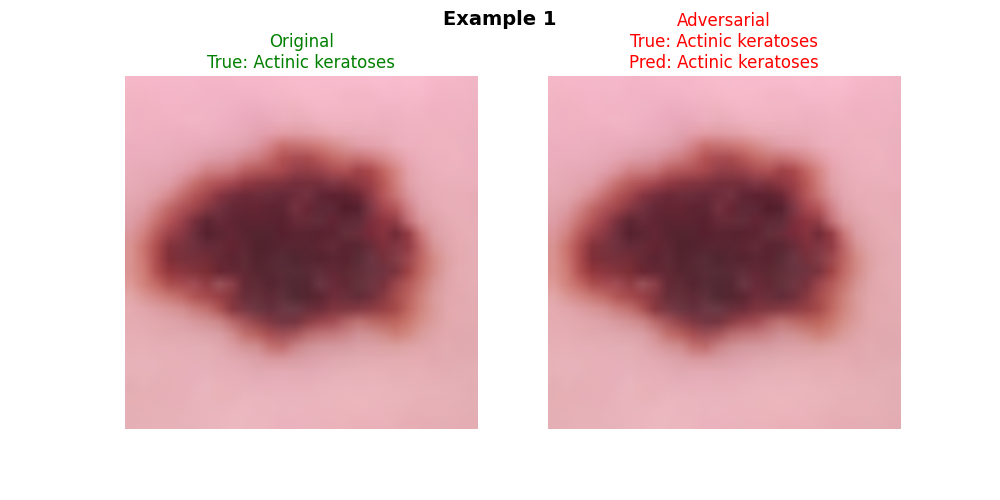 Example 1
Original
True: Actinic keratoses
Adversarial
True: Actinic keratoses
Pred: Actinic keratoses